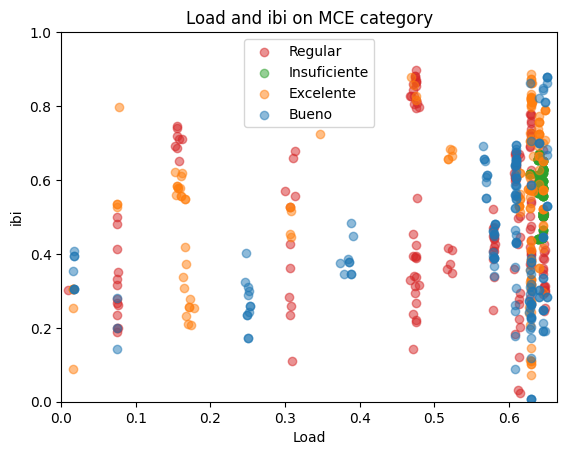 Load and ibi on MCE category
Regular
Insuficiente
Excelente
Bueno
1.0
0.8
0.6
0.4
0.2
0.0
ibi
0.0 0.1 0.2 0.3 0.4 0.5 0.6
Load